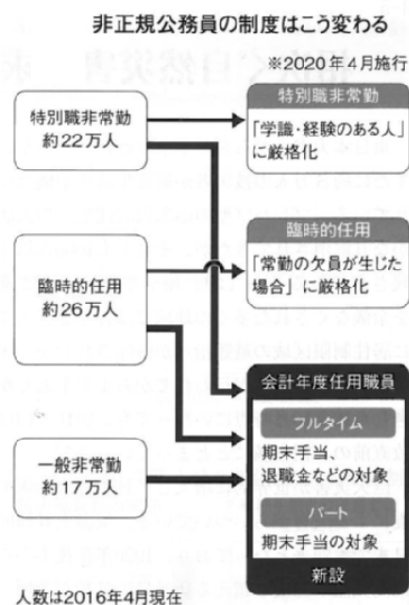 非正規公務員の制度はこう変わる
※2020年4月施行
特別職非常勤
約22万人
特別職非常勤
「学識・経験のある人」
に厳格化
臨時的任用
約26万人
臨時的任用
「常勤の欠員が生じた
場合」に厳格化
一般非常勤
約17万人
会計年度任用職員
フルタイム
期末手当、
退職金などの対象
パート
期末手当の対象
新設
人数は2016年4月現在